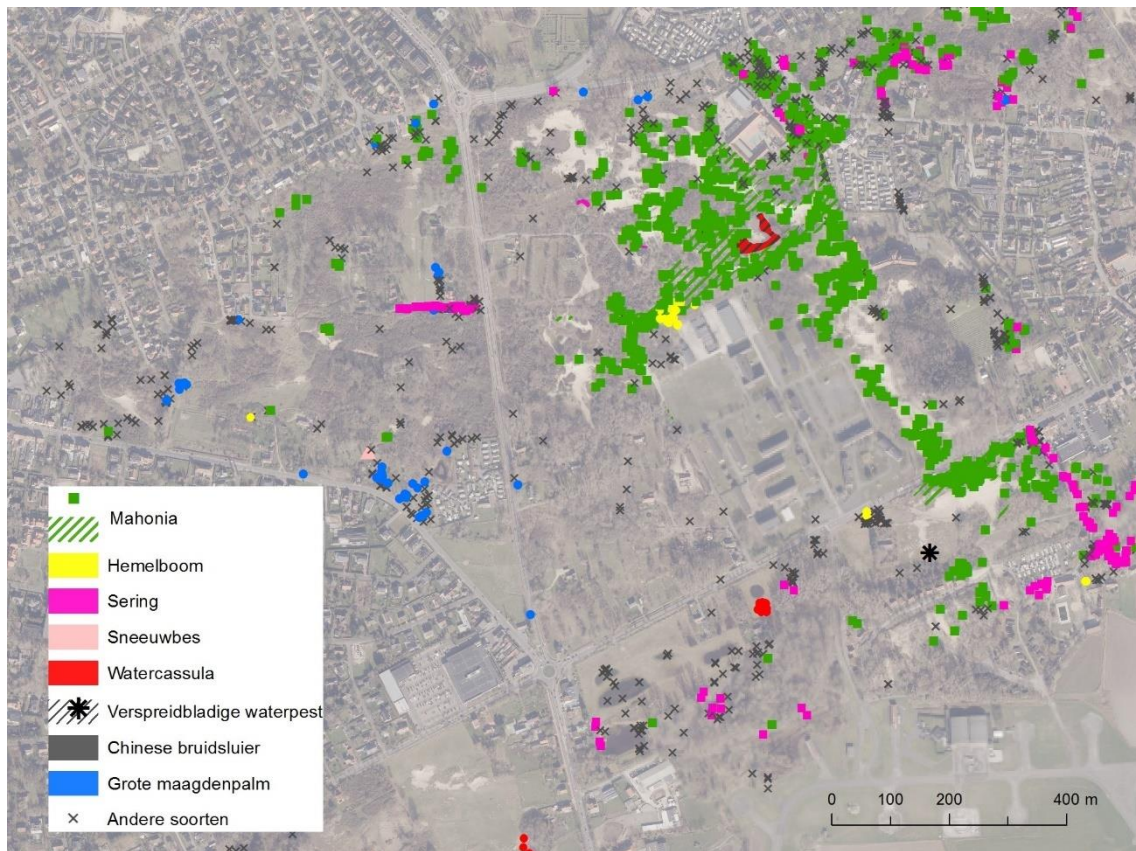 Mahonia
Hemelboom
Sering
Sneeuwbes
Watercassula
Verspreidbladige waterpest
Chinese bruidsluier
Grote maagdenpalm
Andere soorten
0 100 200 400 m